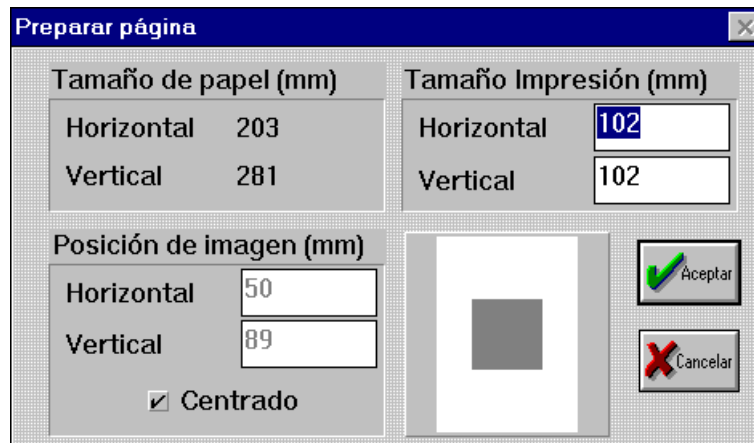 Preparar página
Tamaño de papel (mm)
Horizontal 203
Vertical 281
Tamaño Impresión (mm)
Horizontal 102
Vertical 102
Posición de imagen (mm)
Horizontal 50
Vertical 89
Centrado
Aceptar
Cancelar